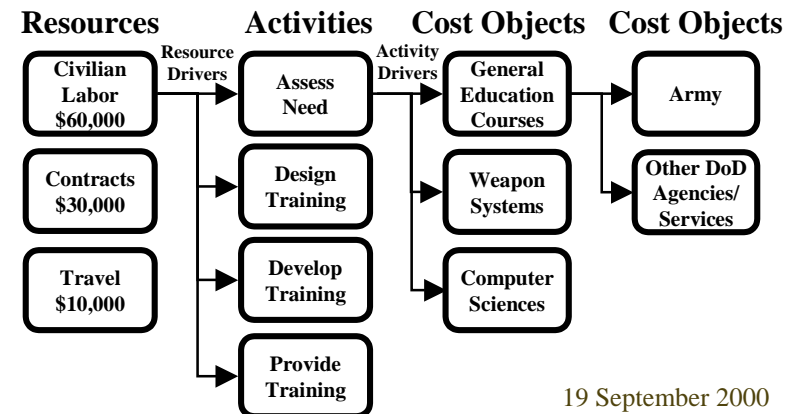 Resources
Activities
Cost Objects
Cost Objects
Resource
Drivers
Activity
Drivers
Civilian
Labor
$60,000
Contracts
$30,000
Travel
$10,000
Assess
Need
Design
Training
Develop
Training
Provide
Training
General
Education
Courses
Weapon
Systems
Computer
Sciences
Army
Other DoD
Agencies/
Services
19 September 2000